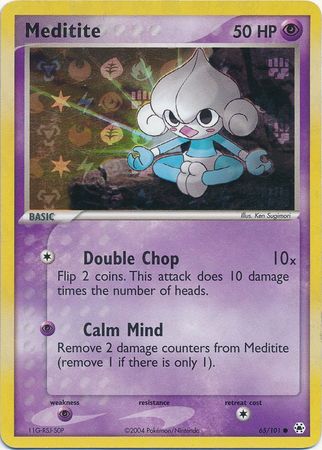 Meditite 50 HP
BASIC
Illus. Ken Sugimori
Double Chop 10x
Flip 2 coins. This attack does 10 damage
times the number of heads.
Calm Mind
Remove 2 damage counters from Meditite
(remove 1 if there is only 1).
weakness resistance retreat cost
©2004 Pokémon/Nintendo 65/101